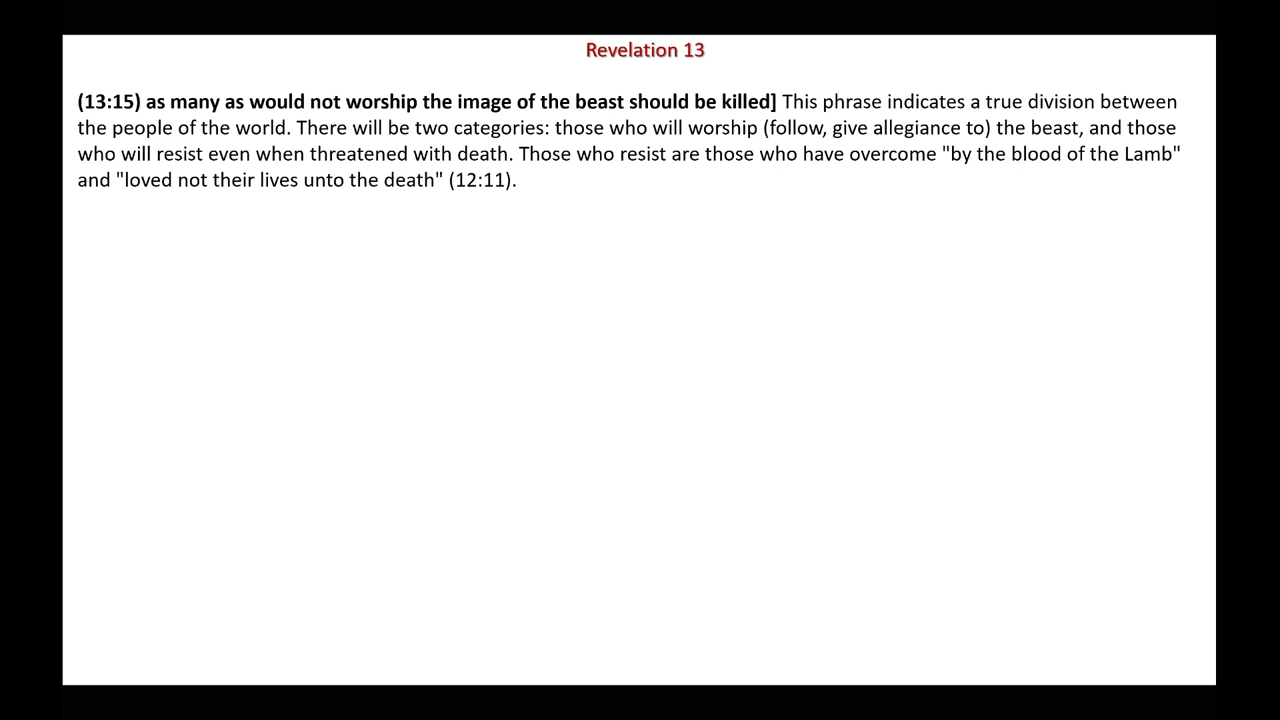 Revelation 13
(13:15) as many as would not worship the image of the beast should be killed] This phrase indicates a true division between
the people of the world. There will be two categories: those who will worship (follow, give allegiance to) the beast, and those
who will resist even when threatened with death. Those who resist are those who have overcome "by the blood of the Lamb"
and "loved not their lives unto the death" (12:11).